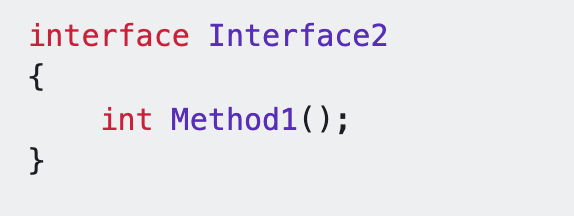 interface Interface2
{
    int Method1();
}